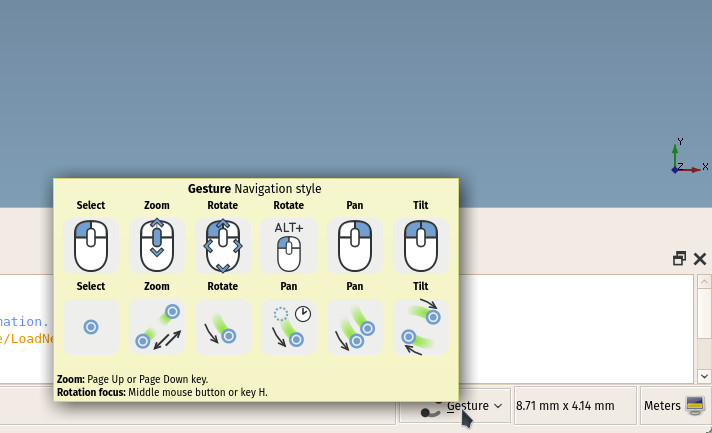 Y
Z
X
Gesture Navigation style
Select Zoom Rotate Rotate Pan Tilt
ALT+
Select Zoom Rotate Pan Pan Tilt
mation.
e/LoadNe
Zoom: Page Up or Page Down key.
Rotation focus: Middle mouse button or key H.
Gesture 8.71 mm x 4.14 mm Meters